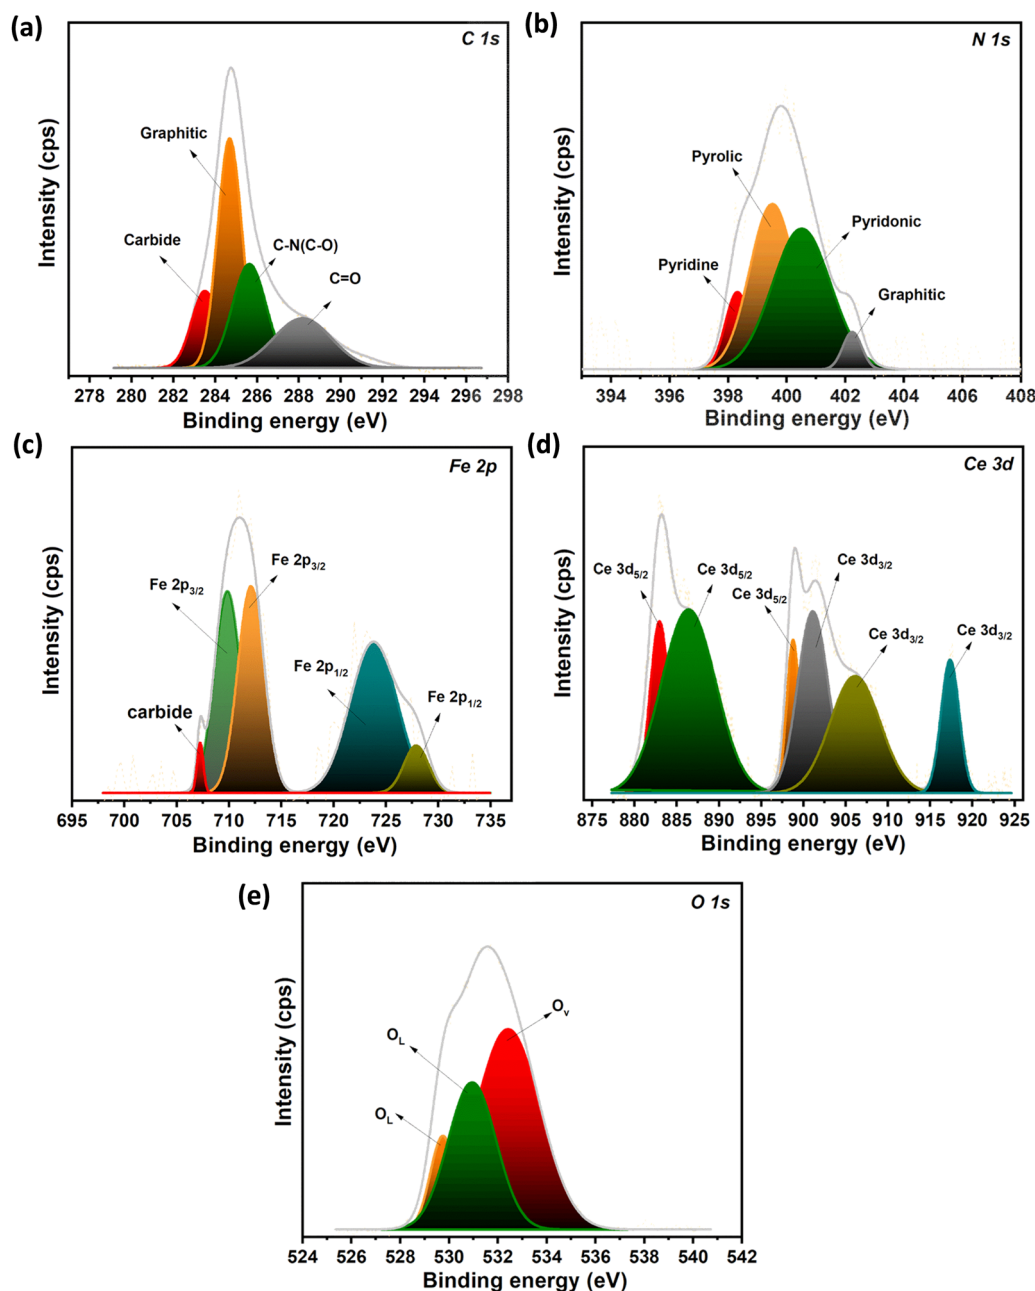 (a)
C 1s
Graphitic
Carbide
C-N(C-O)
C=O
Intensity (cps)
278 280 282 284 286 288 290 292 294 296 298
Binding energy (eV)
(b)
N 1s
Pyrolic
Pyridonic
Pyridine
Graphitic
Intensity (cps)
394 396 398 400 402 404 406 408
Binding energy (eV)
(c)
Fe 2p
Fe 2p3/2
Fe 2p3/2
Fe 2p1/2
Fe 2p1/2
carbide
Intensity (cps)
695 700 705 710 715 720 725 730 735
Binding energy (eV)
(d)
Ce 3d
Ce 3d5/2
Ce 3d5/2
Ce 3d5/2
Ce 3d3/2
Ce 3d3/2
Ce 3d3/2
Intensity (cps)
875 880 885 890 895 900 905 910 915 920 925
Binding energy (eV)
(e)
O 1s
OL
OL
Ov
Intensity (cps)
524 526 528 530 532 534 536 538 540 542
Binding energy (eV)